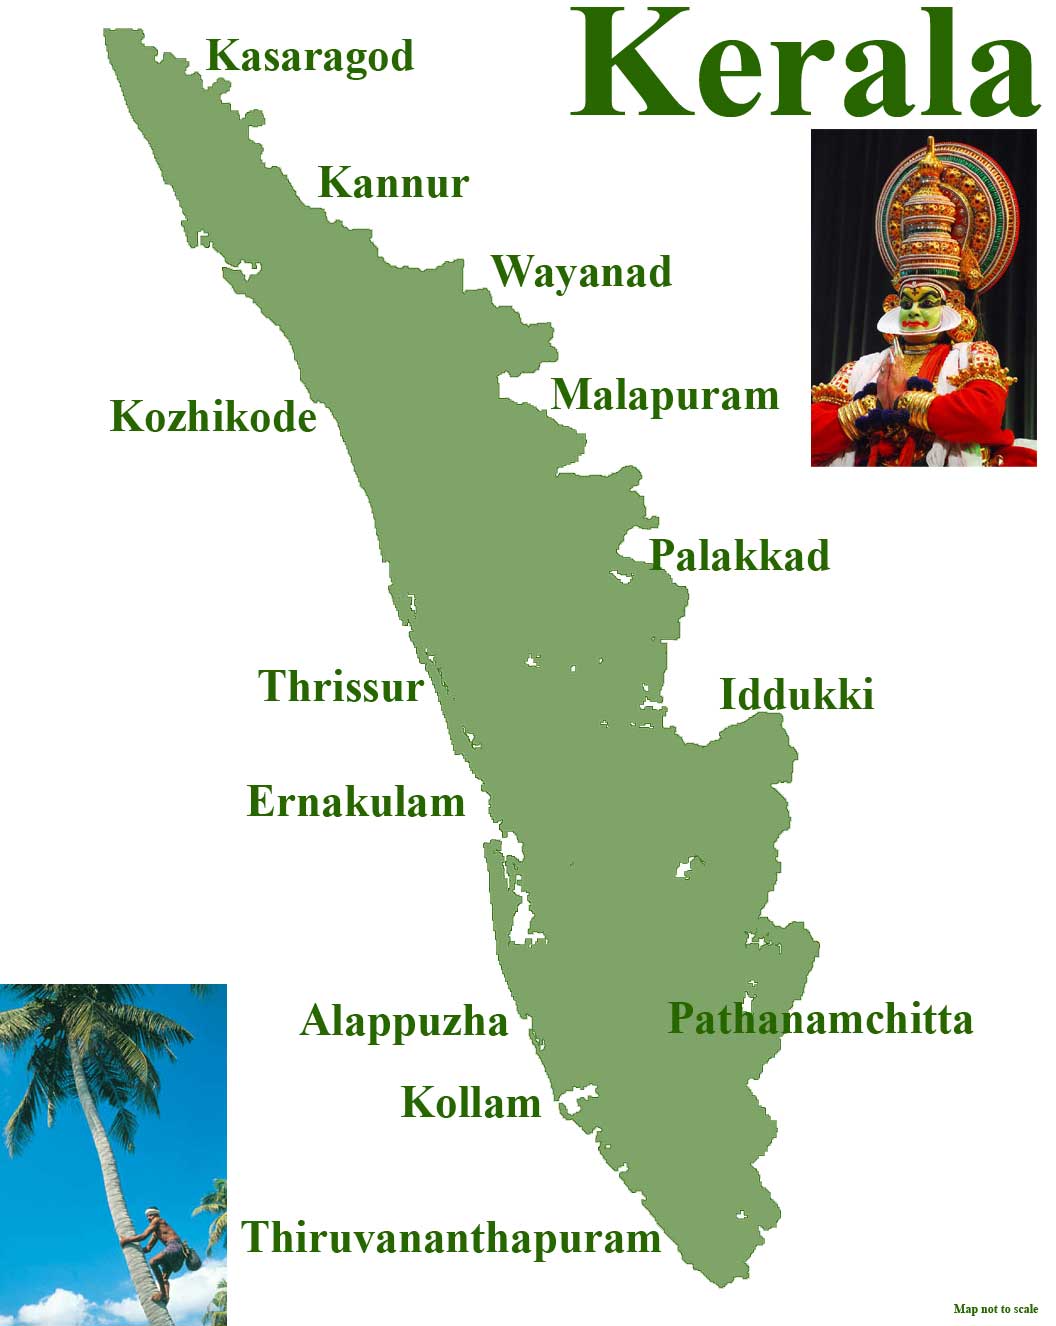 Kerala
Kasaragod
Kannur
Wayanad
Malapuram
Kozhikode
Palakkad
Thrissur
Iddukki
Ernakulam
Alappuzha
Pathanamchitta
Kollam
Thiruvananthapuram
Map not to scale